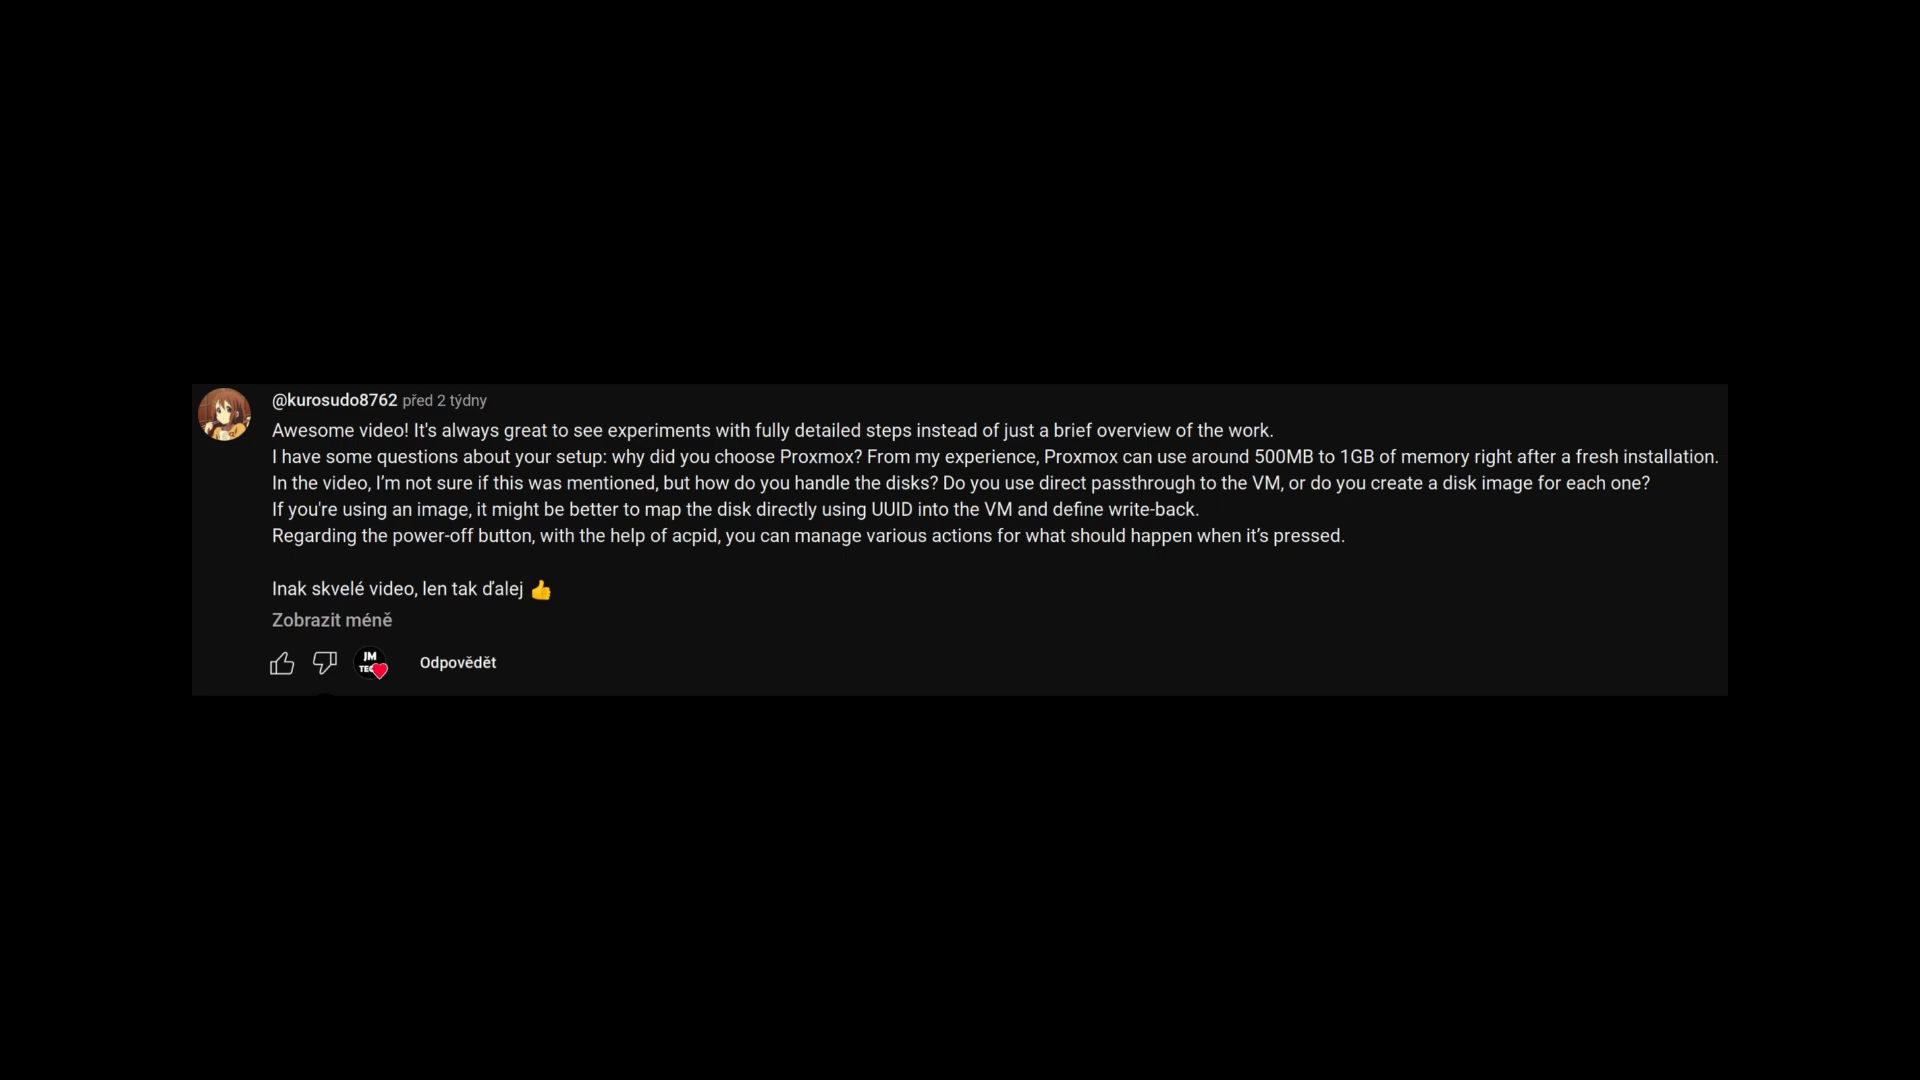 @kurosudo8762 před 2 týdny
Awesome video! It's always great to see experiments with fully detailed steps instead of just a brief overview of the work.
I have some questions about your setup: why did you choose Proxmox? From my experience, Proxmox can use around 500MB to 1GB of memory right after a fresh installation.
In the video, I’m not sure if this was mentioned, but how do you handle the disks? Do you use direct passthrough to the VM, or do you create a disk image for each one?
If you're using an image, it might be better to map the disk directly using UUID into the VM and define write-back.
Regarding the power-off button, with the help of acpid, you can manage various actions for what should happen when it’s pressed.
Inak skvelé video, len tak ďalej 👍
Zobrazit méně
JM
Odpovědět